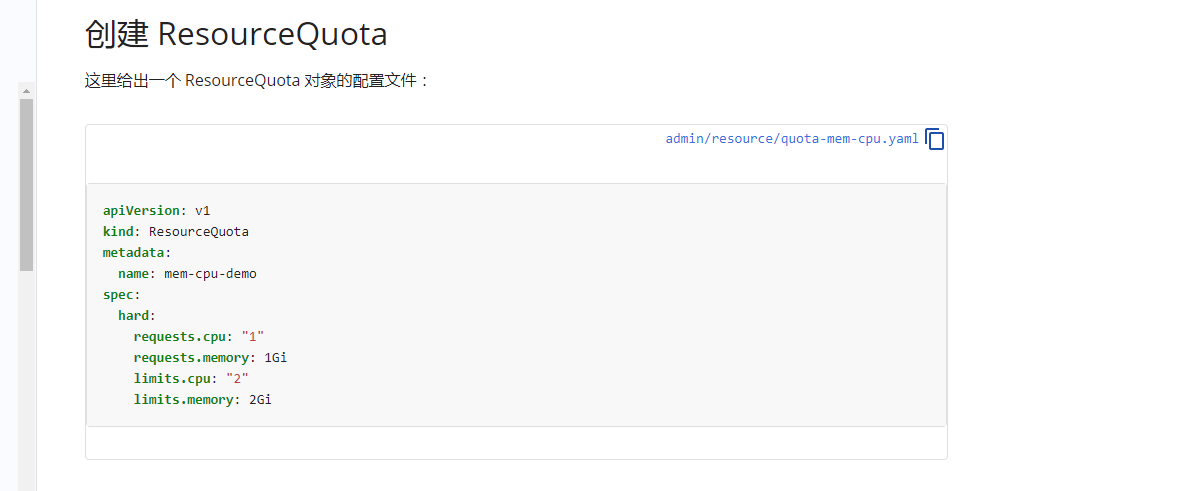 创建 ResourceQuota
这里给出一个 ResourceQuota 对象的配置文件：
admin/resource/quota-mem-cpu.yaml
apiVersion: v1
kind: ResourceQuota
metadata:
  name: mem-cpu-demo
spec:
  hard:
    requests.cpu: "1"
    requests.memory: 1Gi
    limits.cpu: "2"
    limits.memory: 2Gi